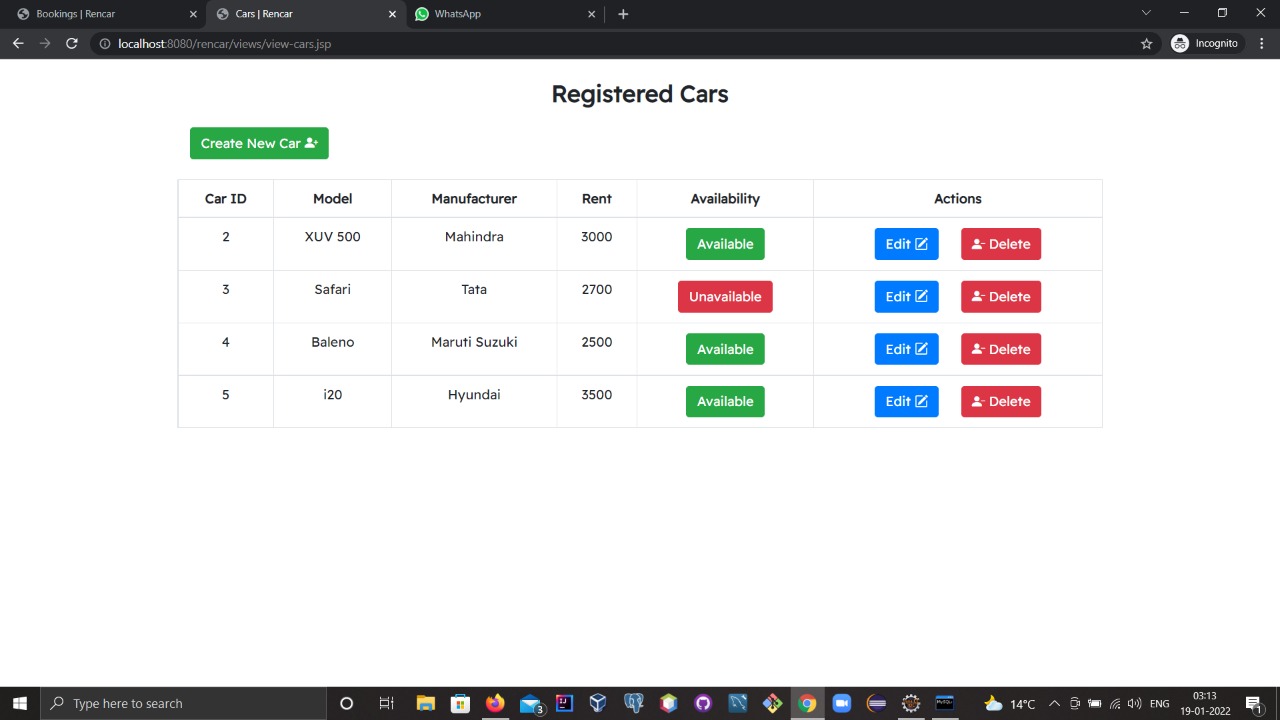 Bookings | Rencar
Cars | Rencar
WhatsApp
localhost:8080/rencar/views/view-cars.jsp
Incognito
Registered Cars
Create New Car
Car ID Model Manufacturer Rent Availability Actions
2 XUV 500 Mahindra 3000 Available Edit Delete
3 Safari Tata 2700 Unavailable Edit Delete
4 Baleno Maruti Suzuki 2500 Available Edit Delete
5 i20 Hyundai 3500 Available Edit Delete
Type here to search
3
14°C
ENG
03:13
19-01-2022
1